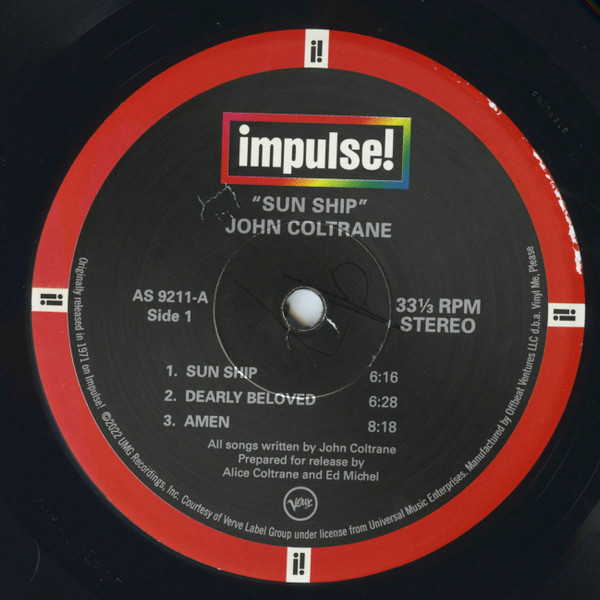 i!
impulse!
"SUN SHIP"
JOHN COLTRANE
AS 9211-A
Side 1
33⅓ RPM
STEREO
i!
i!
1. SUN SHIP 6:16
2. DEARLY BELOVED 6:28
3. AMEN 8:18
All songs written by John Coltrane
Prepared for release by
Alice Coltrane and Ed Michel
Verve
Originally released in 1971 on Impulse! ©2022 UMG Recordings, Inc. Courtesy of Verve Label Group under license from Universal Music Enterprises. Manufactured by Offbeat Ventures LLC d.b.a. Vinyl Me, Please
i!